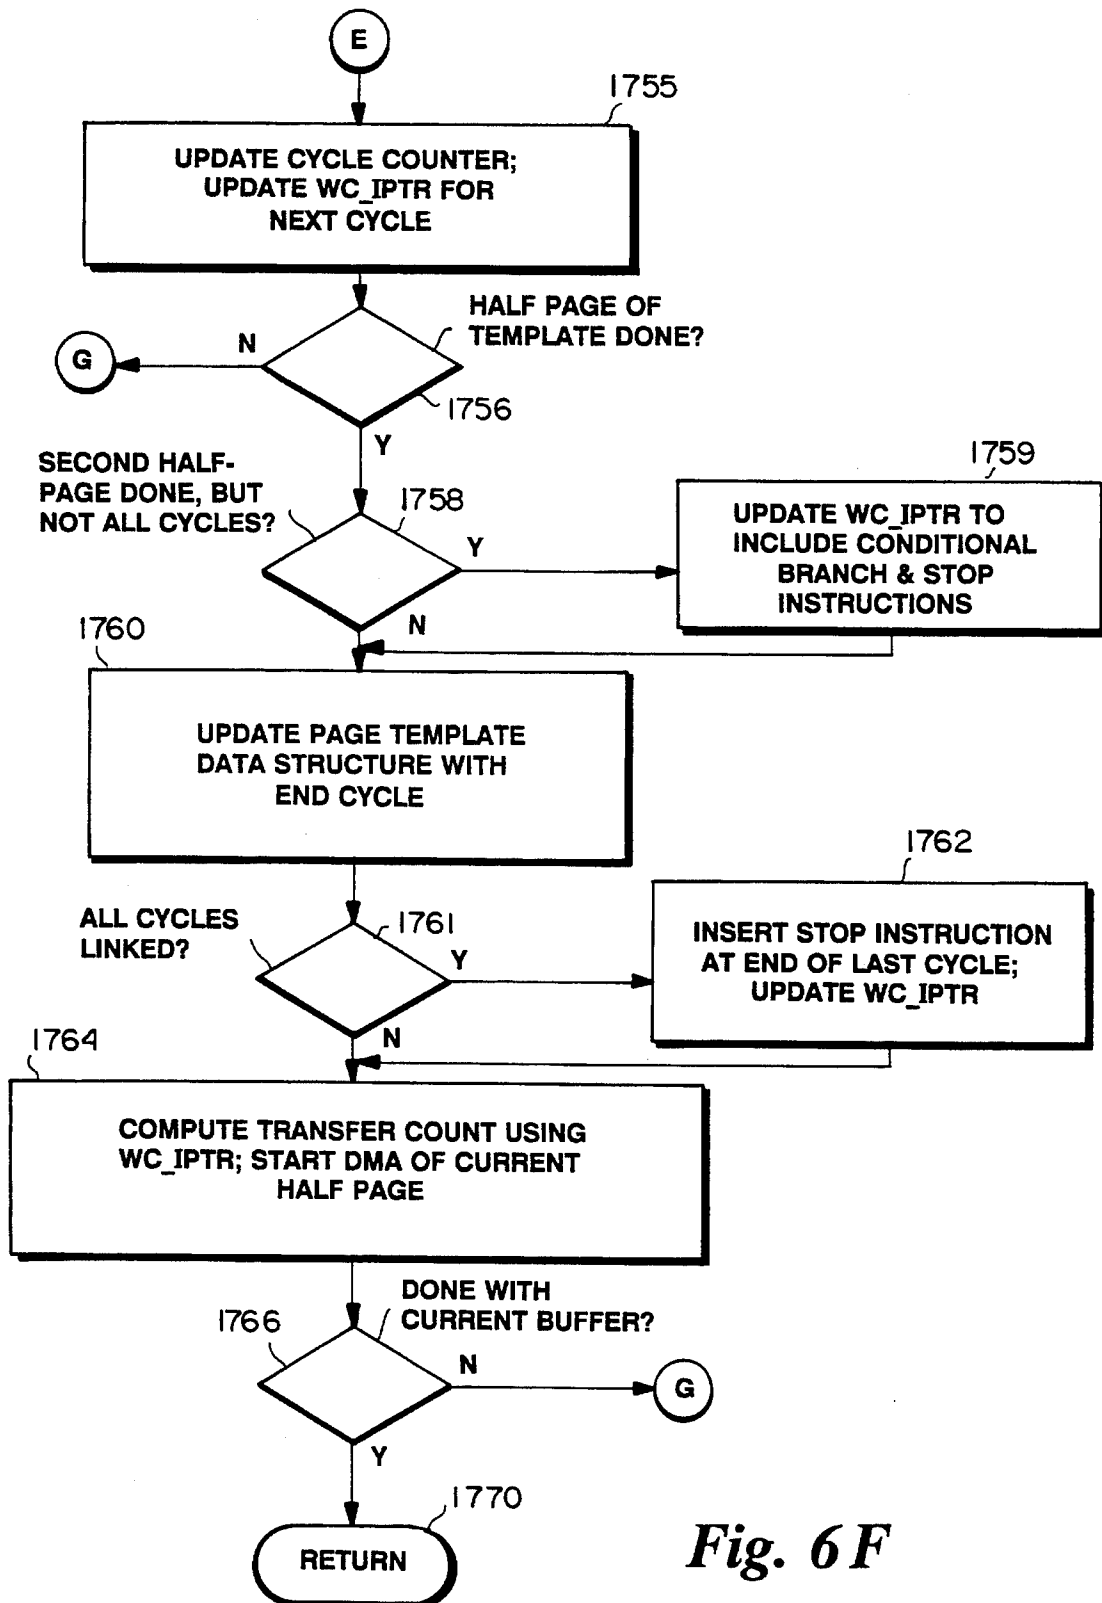 E
1755
UPDATE CYCLE COUNTER;
UPDATE WC_IPTR FOR
NEXT CYCLE
HALF PAGE OF
TEMPLATE DONE?
N
G
1756
Y
SECOND HALF-
PAGE DONE, BUT
NOT ALL CYCLES?
1758
Y
1759
UPDATE WC_IPTR TO
INCLUDE CONDITIONAL
BRANCH & STOP
INSTRUCTIONS
N
1760
UPDATE PAGE TEMPLATE
DATA STRUCTURE WITH
END CYCLE
ALL CYCLES
LINKED?
1761
Y
1762
INSERT STOP INSTRUCTION
AT END OF LAST CYCLE;
UPDATE WC_IPTR
N
1764
COMPUTE TRANSFER COUNT USING
WC_IPTR; START DMA OF CURRENT
HALF PAGE
DONE WITH
CURRENT BUFFER?
1766
N
G
Y
1770
RETURN
Fig. 6F